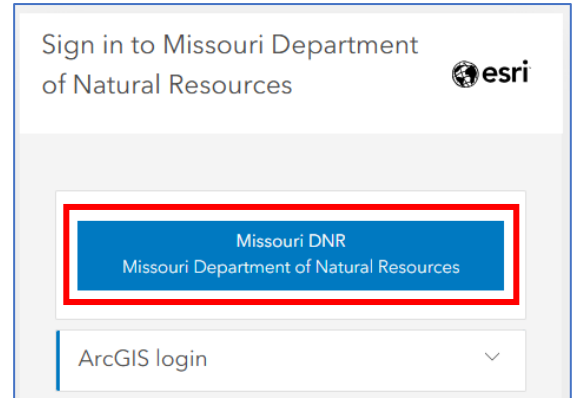 Sign in to Missouri Department
of Natural Resources
esri
Missouri DNR
Missouri Department of Natural Resources
ArcGIS login